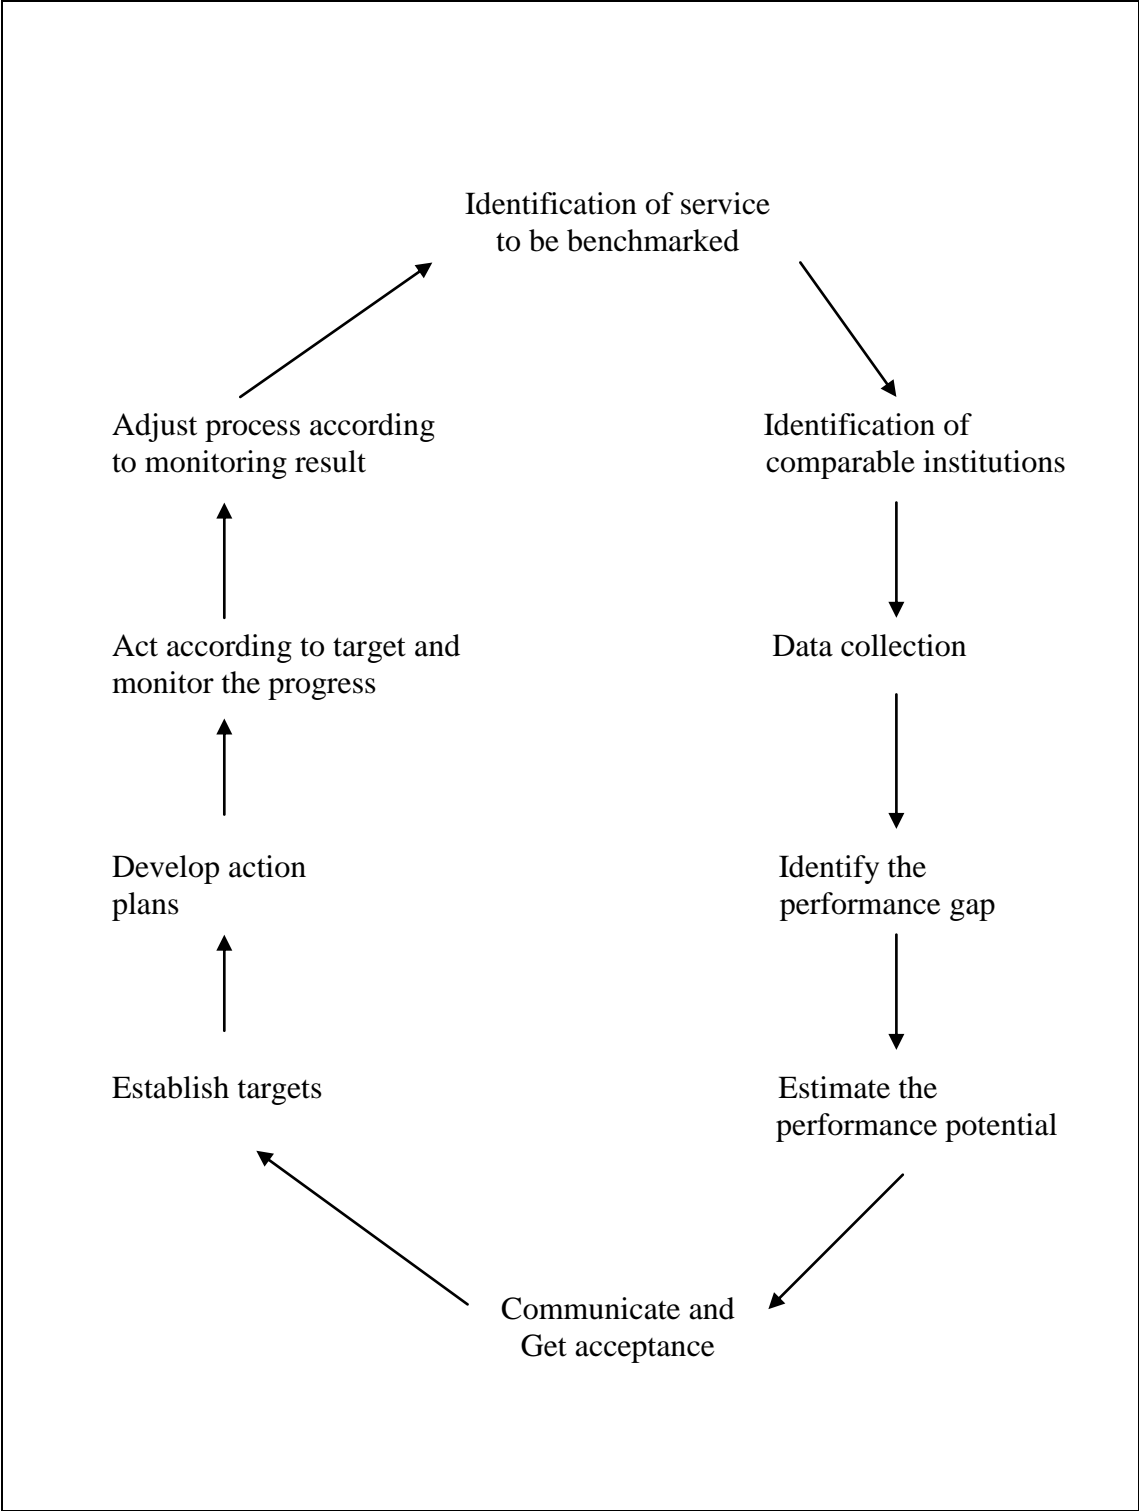 Identification of service
to be benchmarked
Identification of
comparable institutions
Data collection
Identify the
performance gap
Estimate the
performance potential
Communicate and
Get acceptance
Establish targets
Develop action
plans
Act according to target and
monitor the progress
Adjust process according
to monitoring result